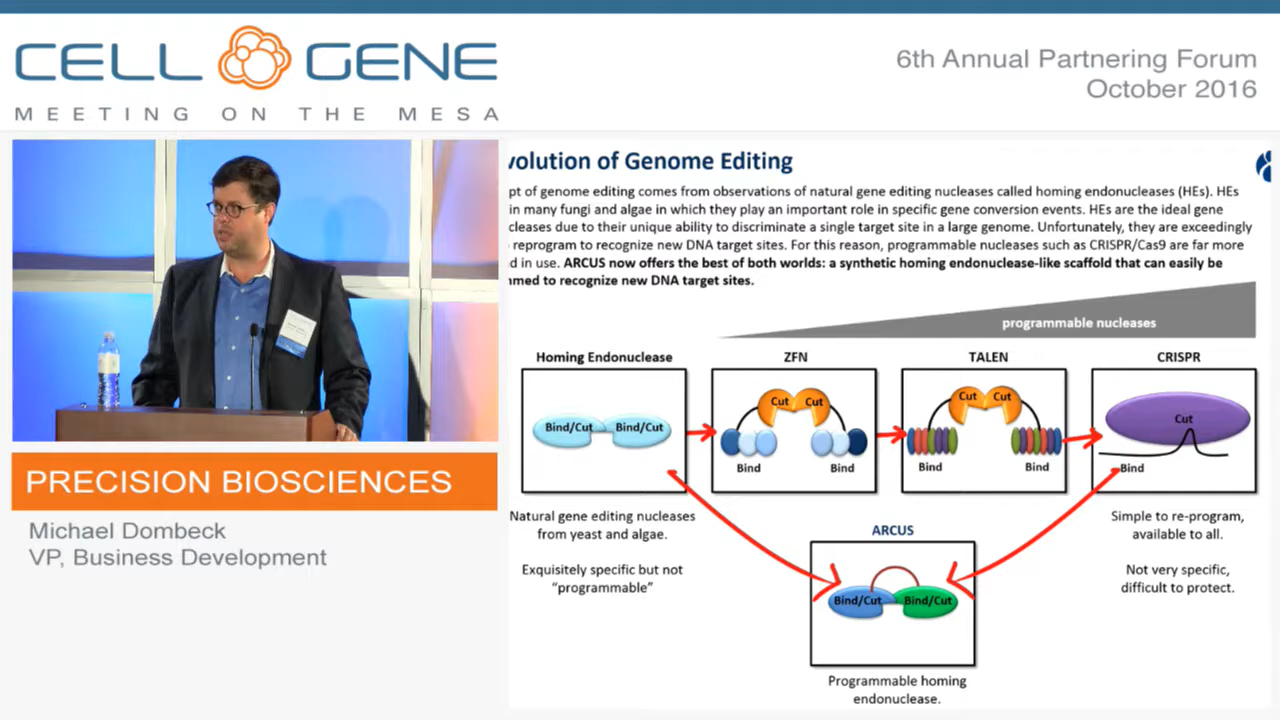 CELL GENE
MEETING ON THE MESA
6th Annual Partnering Forum
October 2016
volution of Genome Editing
pt of genome editing comes from observations of natural gene editing nucleases called homing endonucleases (HEs). HEs
in many fungi and algae in which they play an important role in specific gene conversion events. HEs are the ideal gene
cleases due to their unique ability to discriminate a single target site in a large genome. Unfortunately, they are exceedingly
reprogram to recognize new DNA target sites. For this reason, programmable nucleases such as CRISPR/Cas9 are far more
d in use. ARCUS now offers the best of both worlds: a synthetic homing endonuclease-like scaffold that can easily be
mmed to recognize new DNA target sites.
programmable nucleases
Homing Endonuclease
ZFN
TALEN
CRISPR
Bind/Cut Bind/Cut
Cut Cut
Bind Bind
Cut Cut
Bind Bind
Cut
Bind
Natural gene editing nucleases
from yeast and algae.
Exquisitely specific but not
“programmable”
ARCUS
Bind/Cut Bind/Cut
Programmable homing
endonuclease.
Simple to re-program,
available to all.
Not very specific,
difficult to protect.
PRECISION BIOSCIENCES
Michael Dombeck
VP, Business Development